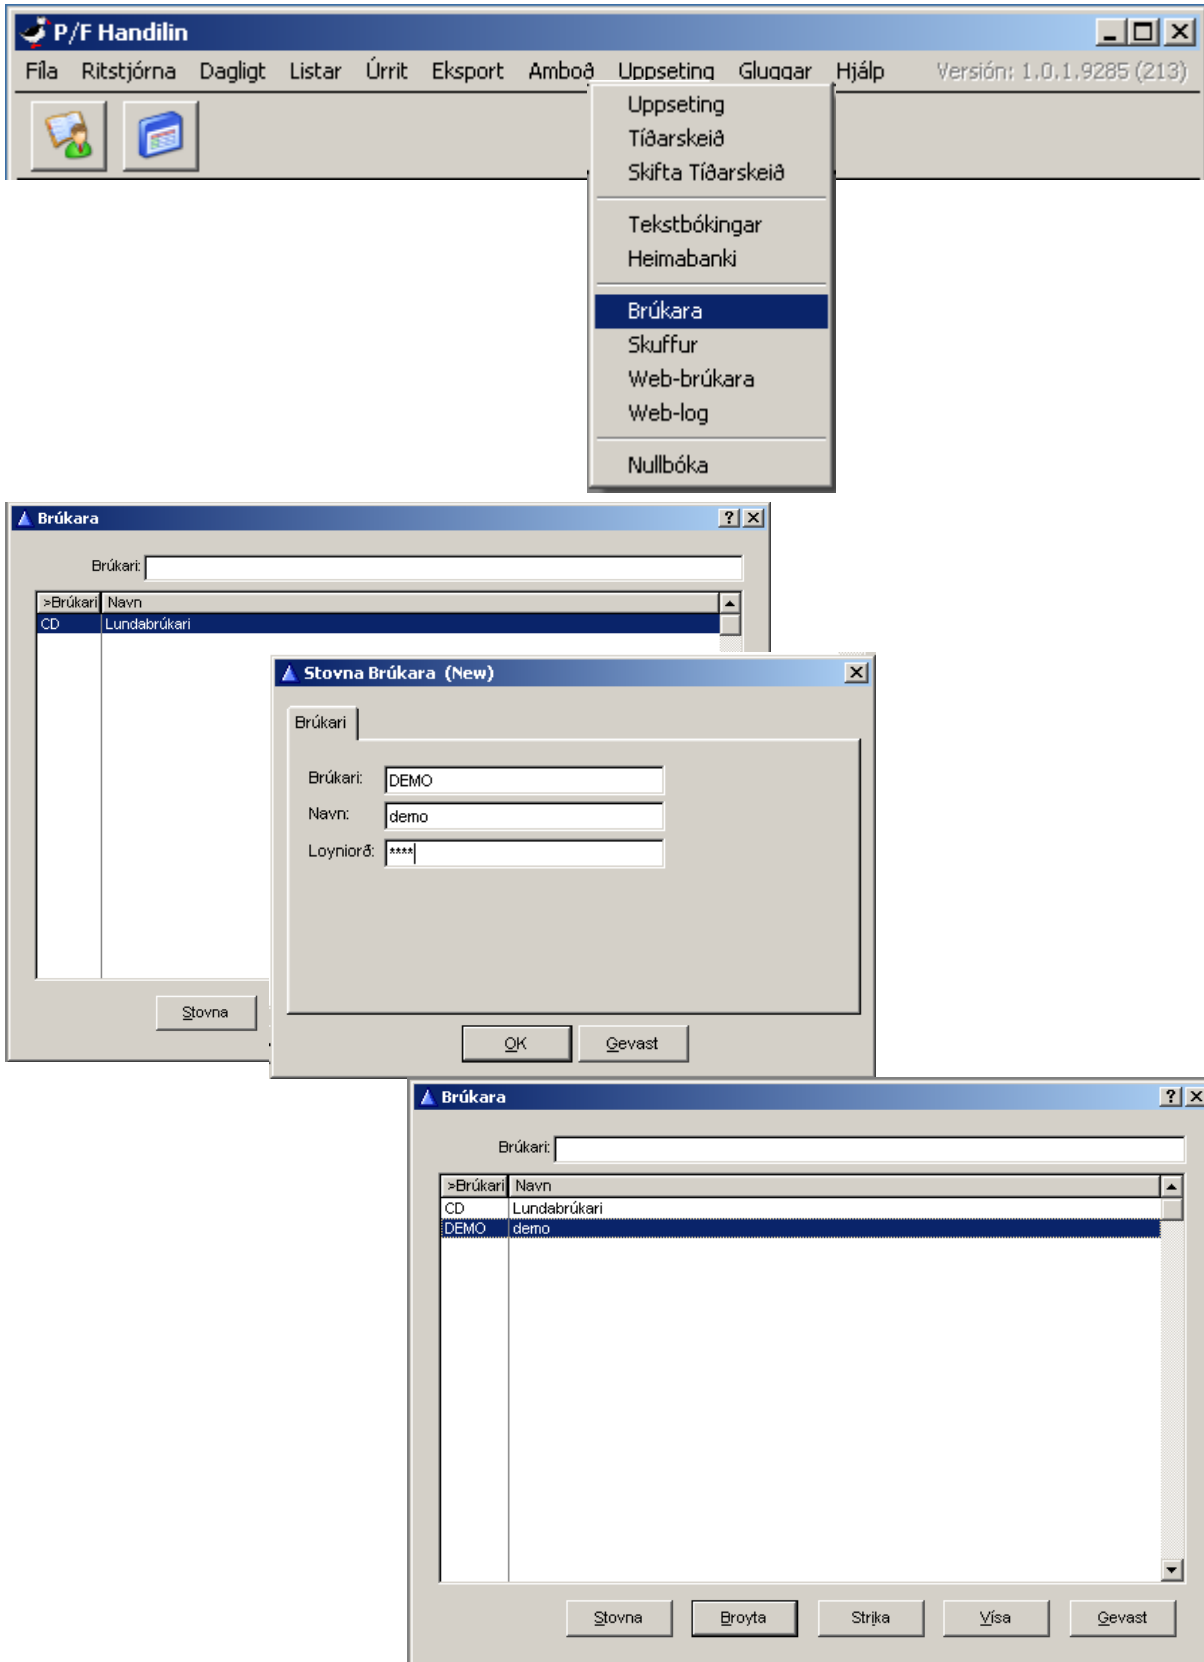 P/F Handilin
Fíla Ritstjórna Dagligt Listar Úrrit Eksport Amboð Uppseting Gluggar Hjálp Versión: 1.0.1.9285 (213)
Uppseting
Tíðarskeið
Skifta Tíðarskeið
Tekstbókingar
Heimabanki
Brúkara
Skuffur
Web-brúkara
Web-log
Nullbóka
Brúkara
Brúkari:
>Brúkari Navn
CD Lundabrúkari
Stovna
Stovna Brúkara (New)
Brúkari
Brúkari: DEMO
Navn: demo
Loyniorð: ****
OK Gevast
Brúkara
Brúkari:
>Brúkari Navn
CD Lundabrúkari
DEMO demo
Stovna Broyta Strika Vísa Gevast